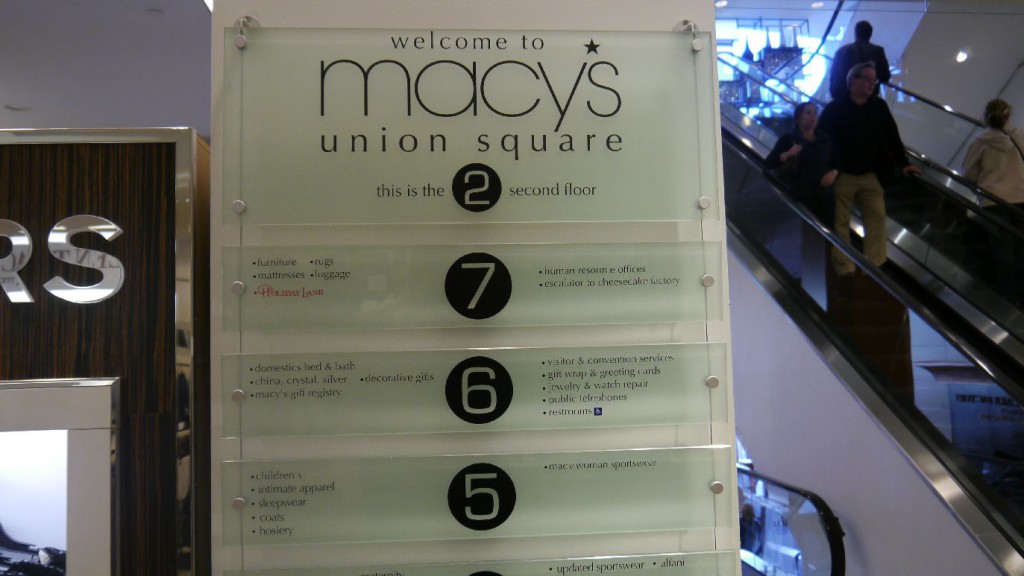 welcome to
macy's
union square
this is the 2 second floor
RS
• furniture • rugs
• mattresses • luggage
• Holiday Lane
7
• human resource offices
• escalator to cheesecake factory
• domestics bed & bath
• china, crystal, silver • decorative gifts
• macy's gift registry
6
• visitor & convention services
• gift wrap & greeting cards
• jewelry & watch repair
• public telephones
• restrooms
• children's
• intimate apparel
• sleepwear
• coats
• hosiery
5
• macy woman sportswear
maternity
• updated sportswear • alfani